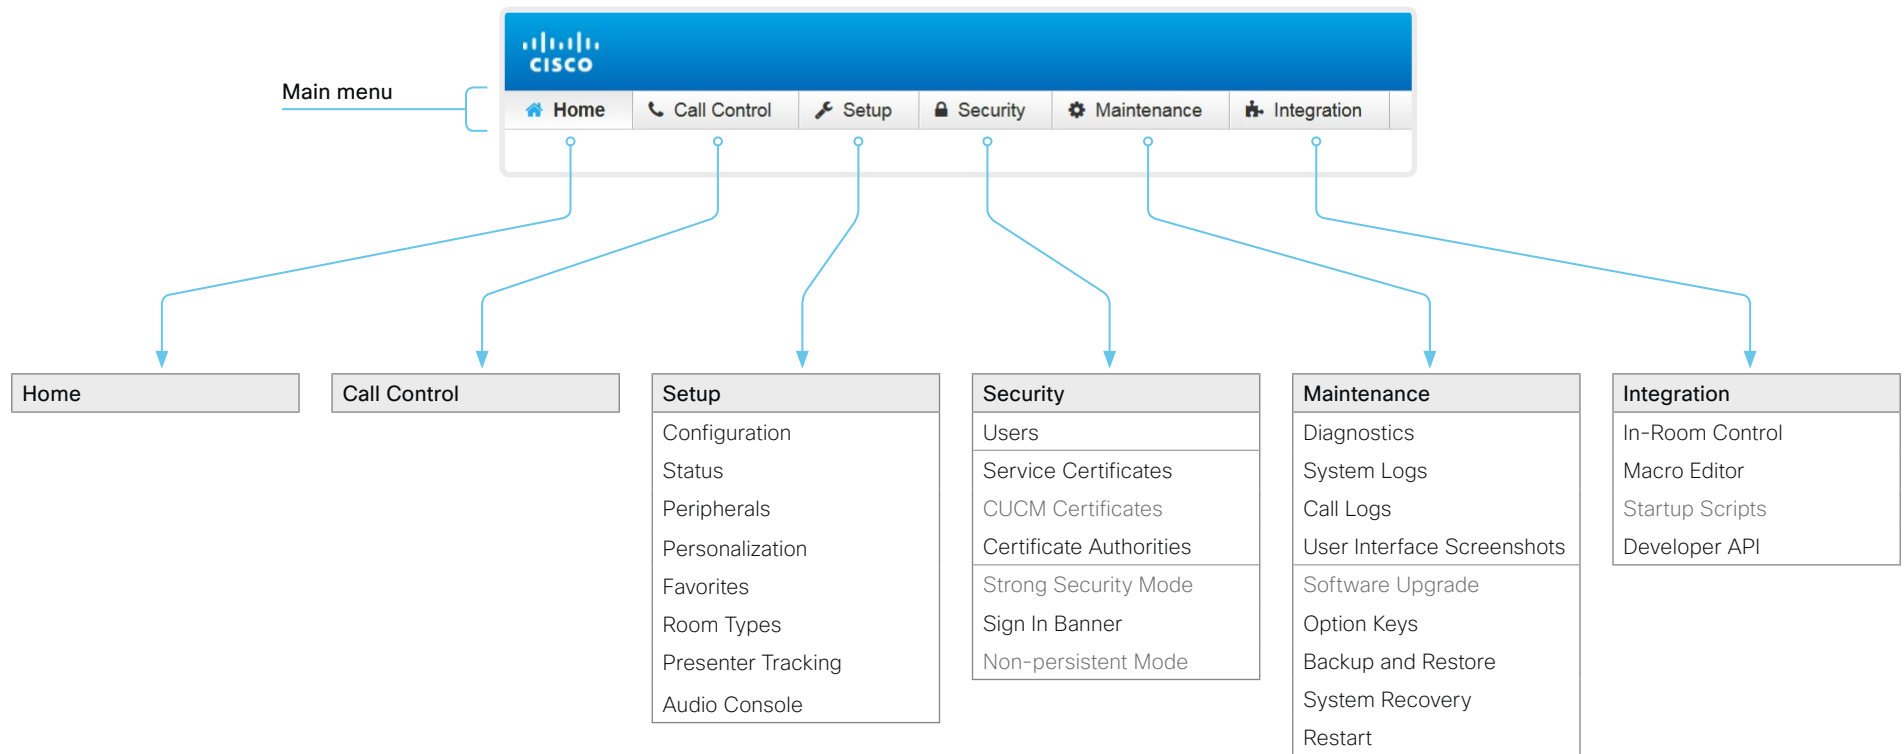 CISCO
Main menu
Home
Call Control
Setup
Security
Maintenance
Integration
Home
Call Control
Setup
Configuration
Status
Peripherals
Personalization
Favorites
Room Types
Presenter Tracking
Audio Console
Security
Users
Service Certificates
CUCM Certificates
Certificate Authorities
Strong Security Mode
Sign In Banner
Non-persistent Mode
Maintenance
Diagnostics
System Logs
Call Logs
User Interface Screenshots
Software Upgrade
Option Keys
Backup and Restore
System Recovery
Restart
Integration
In-Room Control
Macro Editor
Startup Scripts
Developer API